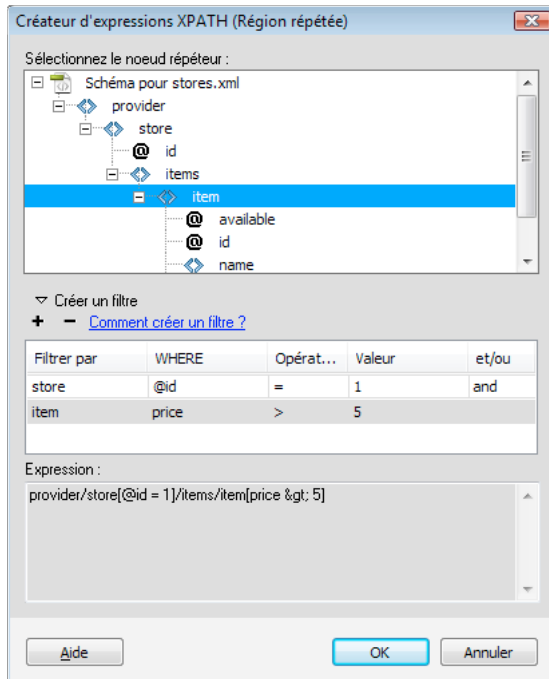 Créateur d'expressions XPATH (Région répétée)
Sélectionnez le noeud répéteur :
Schéma pour stores.xml
provider
store
@ id
items
item
@ available
@ id
name
Créer un filtre
+ − Comment créer un filtre ?
Filtrer par WHERE Opérat... Valeur et/ou
store @id = 1 and
item price > 5
Expression :
provider/store[@id = 1]/items/item[price &gt; 5]
Aide OK Annuler